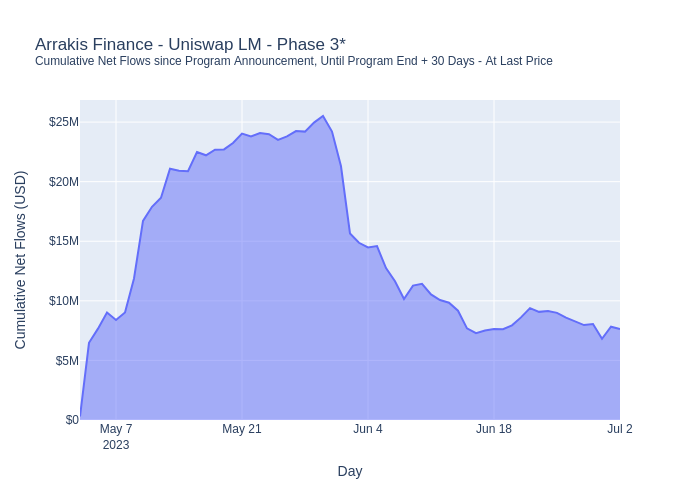 Arrakis Finance - Uniswap LM - Phase 3*
Cumulative Net Flows since Program Announcement, Until Program End + 30 Days - At Last Price
Cumulative Net Flows (USD)
$25M
$20M
$15M
$10M
$5M
$0
May 7
2023
May 21
Jun 4
Jun 18
Jul 2
Day